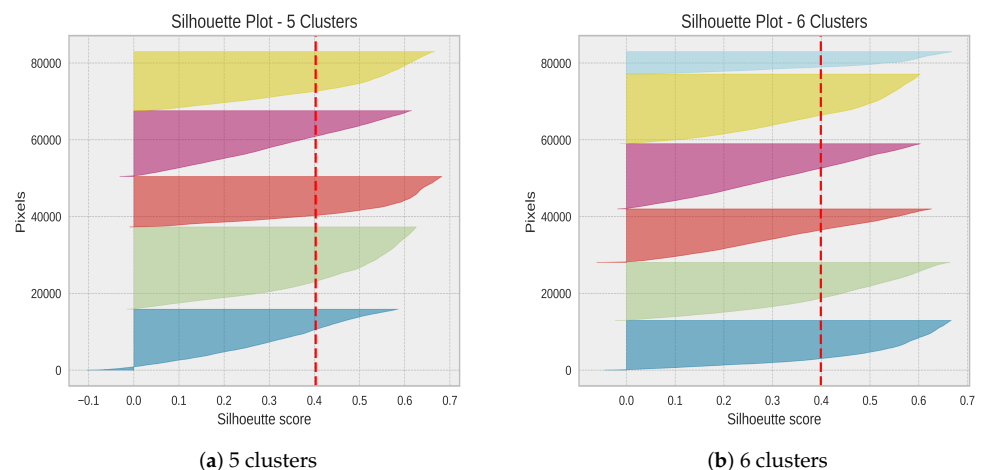 Silhouette Plot - 5 Clusters
80000
60000
40000
20000
0
Pixels
−0.1 0.0 0.1 0.2 0.3 0.4 0.5 0.6 0.7
Silhoeutte score
(a) 5 clusters
Silhouette Plot - 6 Clusters
80000
60000
40000
20000
0
Pixels
0.0 0.1 0.2 0.3 0.4 0.5 0.6 0.7
Silhoeutte score
(b) 6 clusters